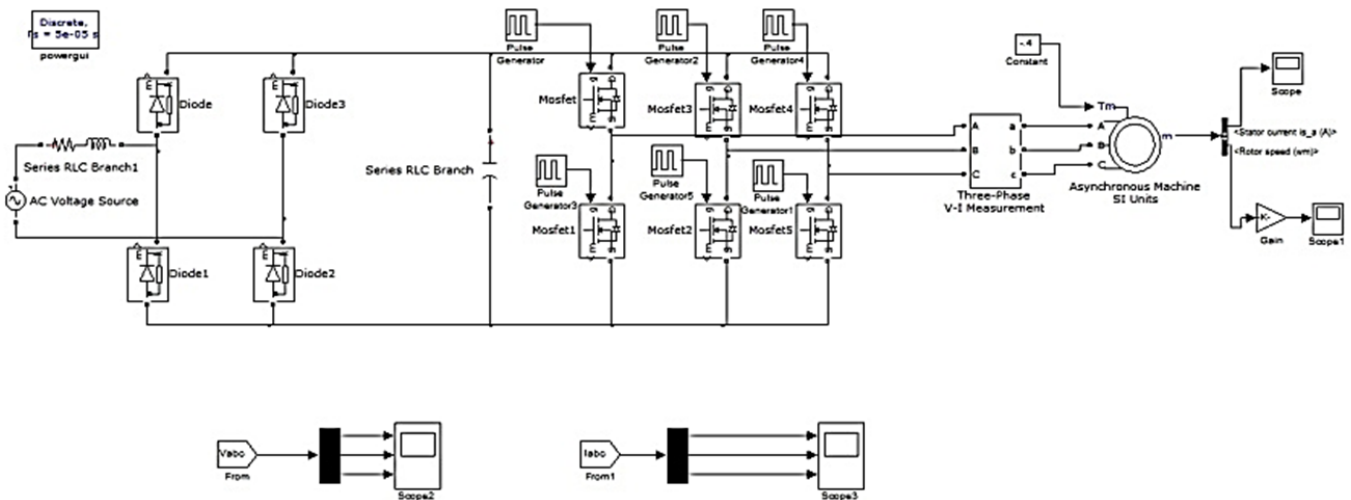 Discrete,
Ts = 5e-05 s
powergui
Pulse
Generator
Pulse
Generator2
Pulse
Generator4
-.4
Constant
Diode
Diode3
Mosfet
Mosfet3
Mosfet4
g
g
g
E
E
m
m
m
Scope
Tm
A
B
C
m
<Stator current is_a (A)>
<Rotor speed (wm)>
A
B
C
a
b
c
Three-Phase
V-I Measurement
Asynchronous Machine
SI Units
Series RLC Branch1
AC Voltage Source
Series RLC Branch
Pulse
Generator3
Pulse
Generator5
Pulse
Generator1
Mosfet1
Mosfet2
Mosfet5
g
g
g
m
m
m
Diode1
Diode2
E
E
K-
Gain
Scope1
Vabc
From
Scope2
Iabc
From1
Scope3